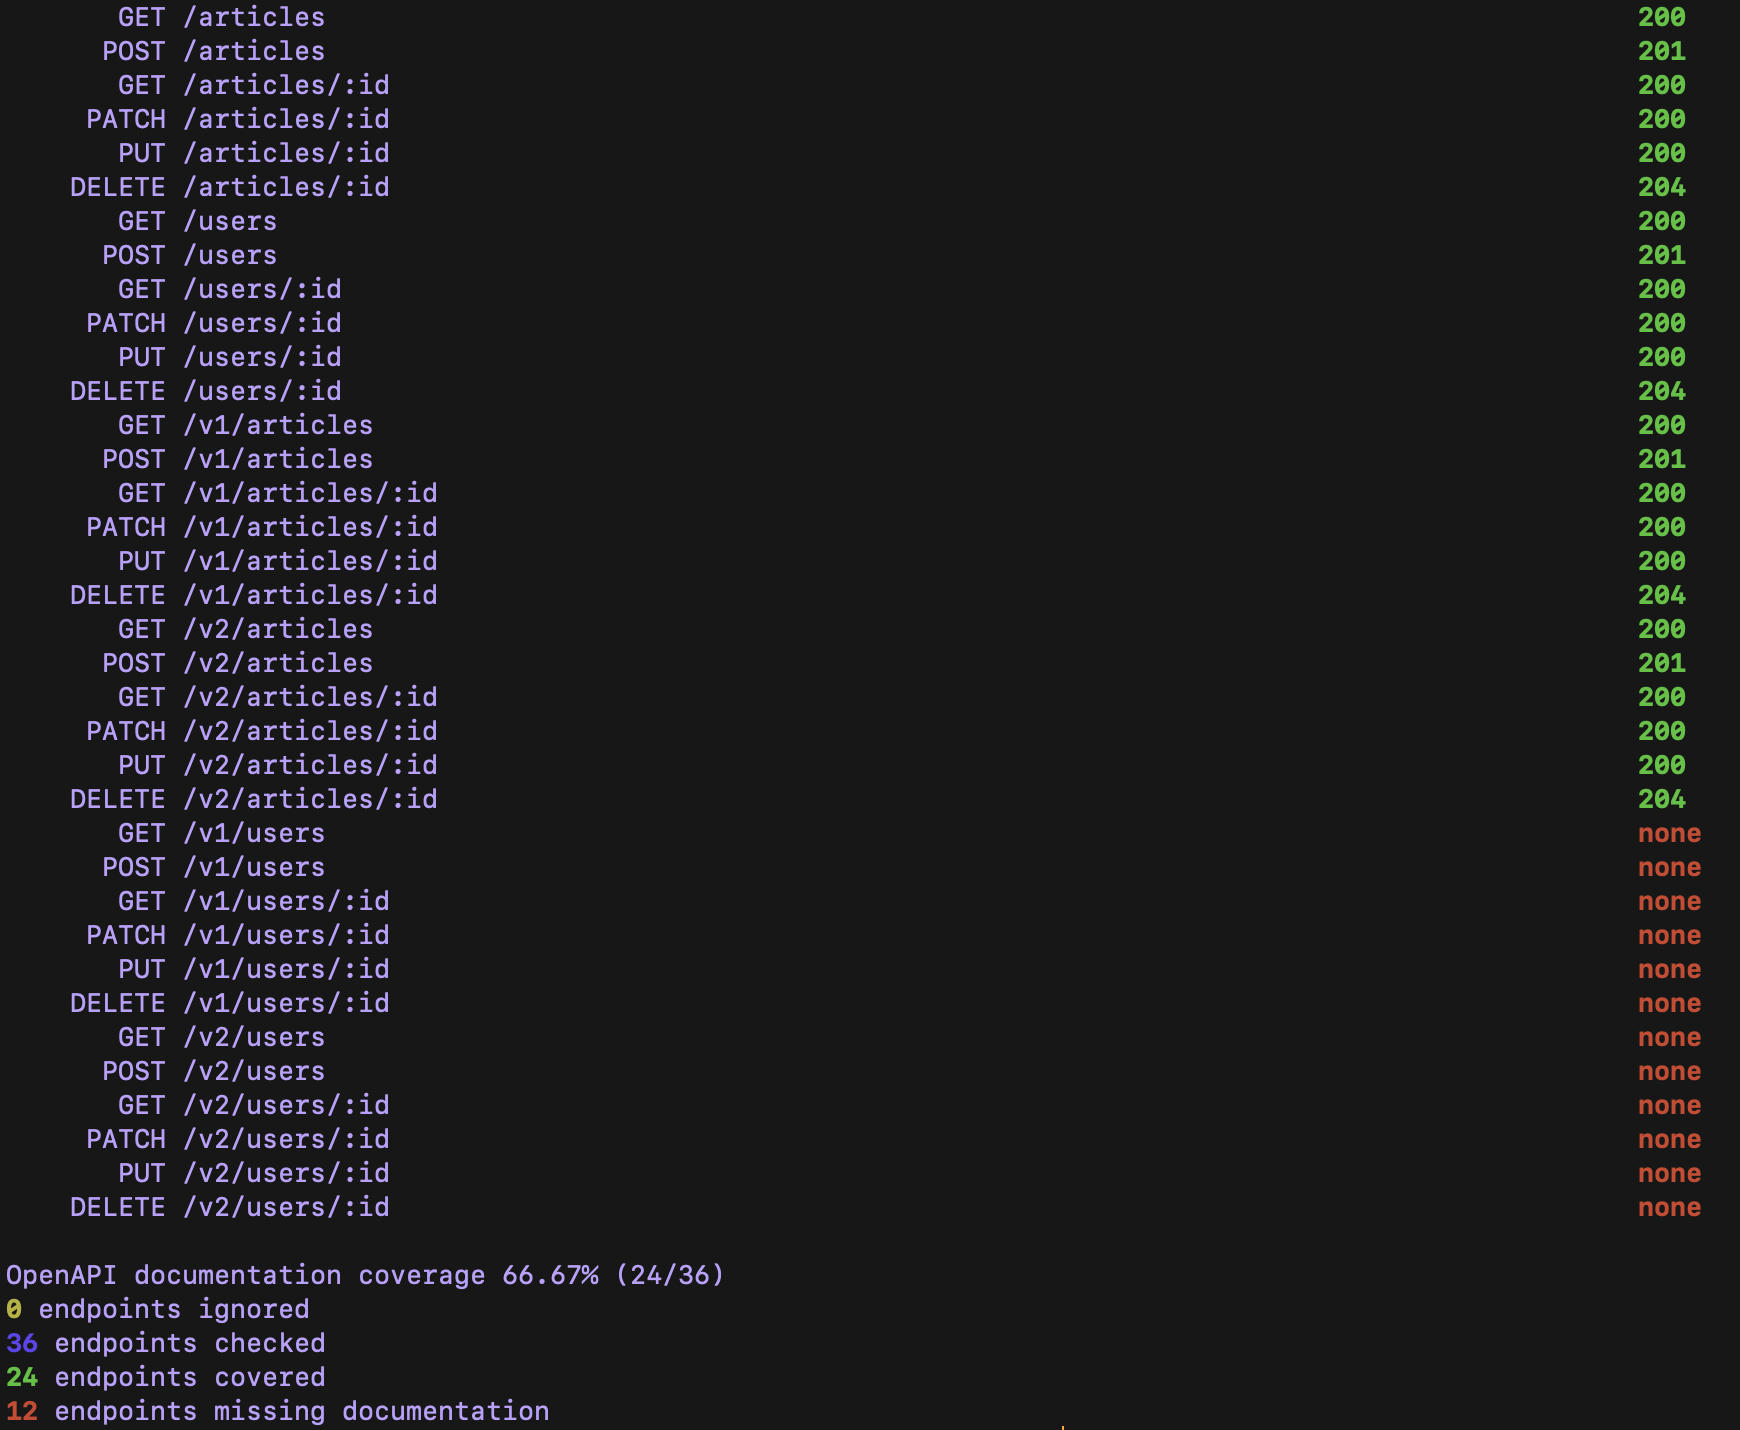 GET /articles 200
POST /articles 201
GET /articles/:id 200
PATCH /articles/:id 200
PUT /articles/:id 200
DELETE /articles/:id 204
GET /users 200
POST /users 201
GET /users/:id 200
PATCH /users/:id 200
PUT /users/:id 200
DELETE /users/:id 204
GET /v1/articles 200
POST /v1/articles 201
GET /v1/articles/:id 200
PATCH /v1/articles/:id 200
PUT /v1/articles/:id 200
DELETE /v1/articles/:id 204
GET /v2/articles 200
POST /v2/articles 201
GET /v2/articles/:id 200
PATCH /v2/articles/:id 200
PUT /v2/articles/:id 200
DELETE /v2/articles/:id 204
GET /v1/users none
POST /v1/users none
GET /v1/users/:id none
PATCH /v1/users/:id none
PUT /v1/users/:id none
DELETE /v1/users/:id none
GET /v2/users none
POST /v2/users none
GET /v2/users/:id none
PATCH /v2/users/:id none
PUT /v2/users/:id none
DELETE /v2/users/:id none
OpenAPI documentation coverage 66.67% (24/36)
0 endpoints ignored
36 endpoints checked
24 endpoints covered
12 endpoints missing documentation